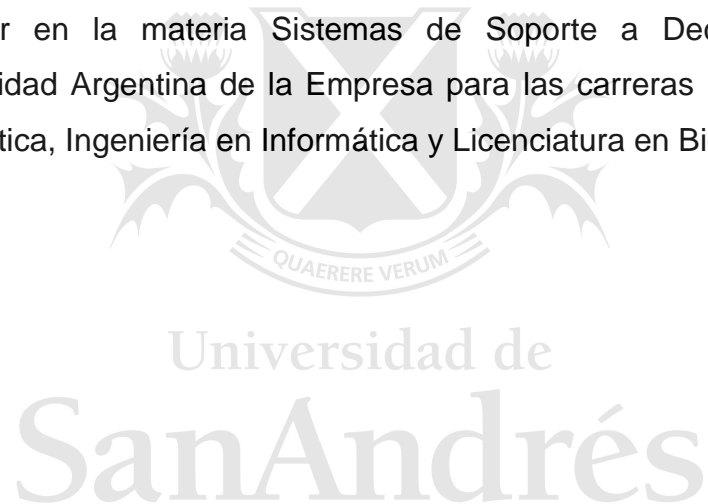 r en la materia Sistemas de Soporte a Dec
idad Argentina de la Empresa para las carreras
tica, Ingeniería en Informática y Licenciatura en Bi
QUAERERE VERUM
Universidad de
SanAndrés